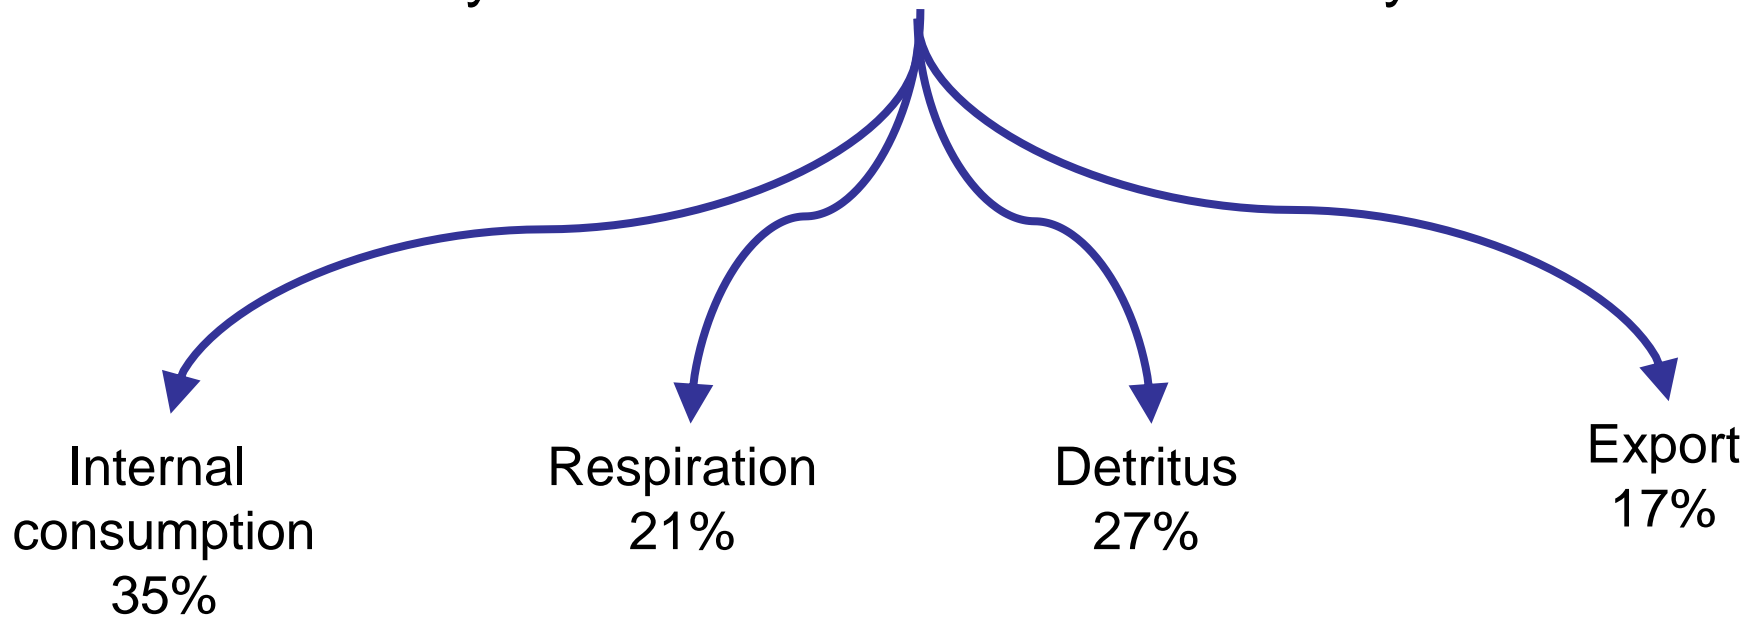 Internal
consumption
35%
Respiration
21%
Detritus
27%
Export
17%